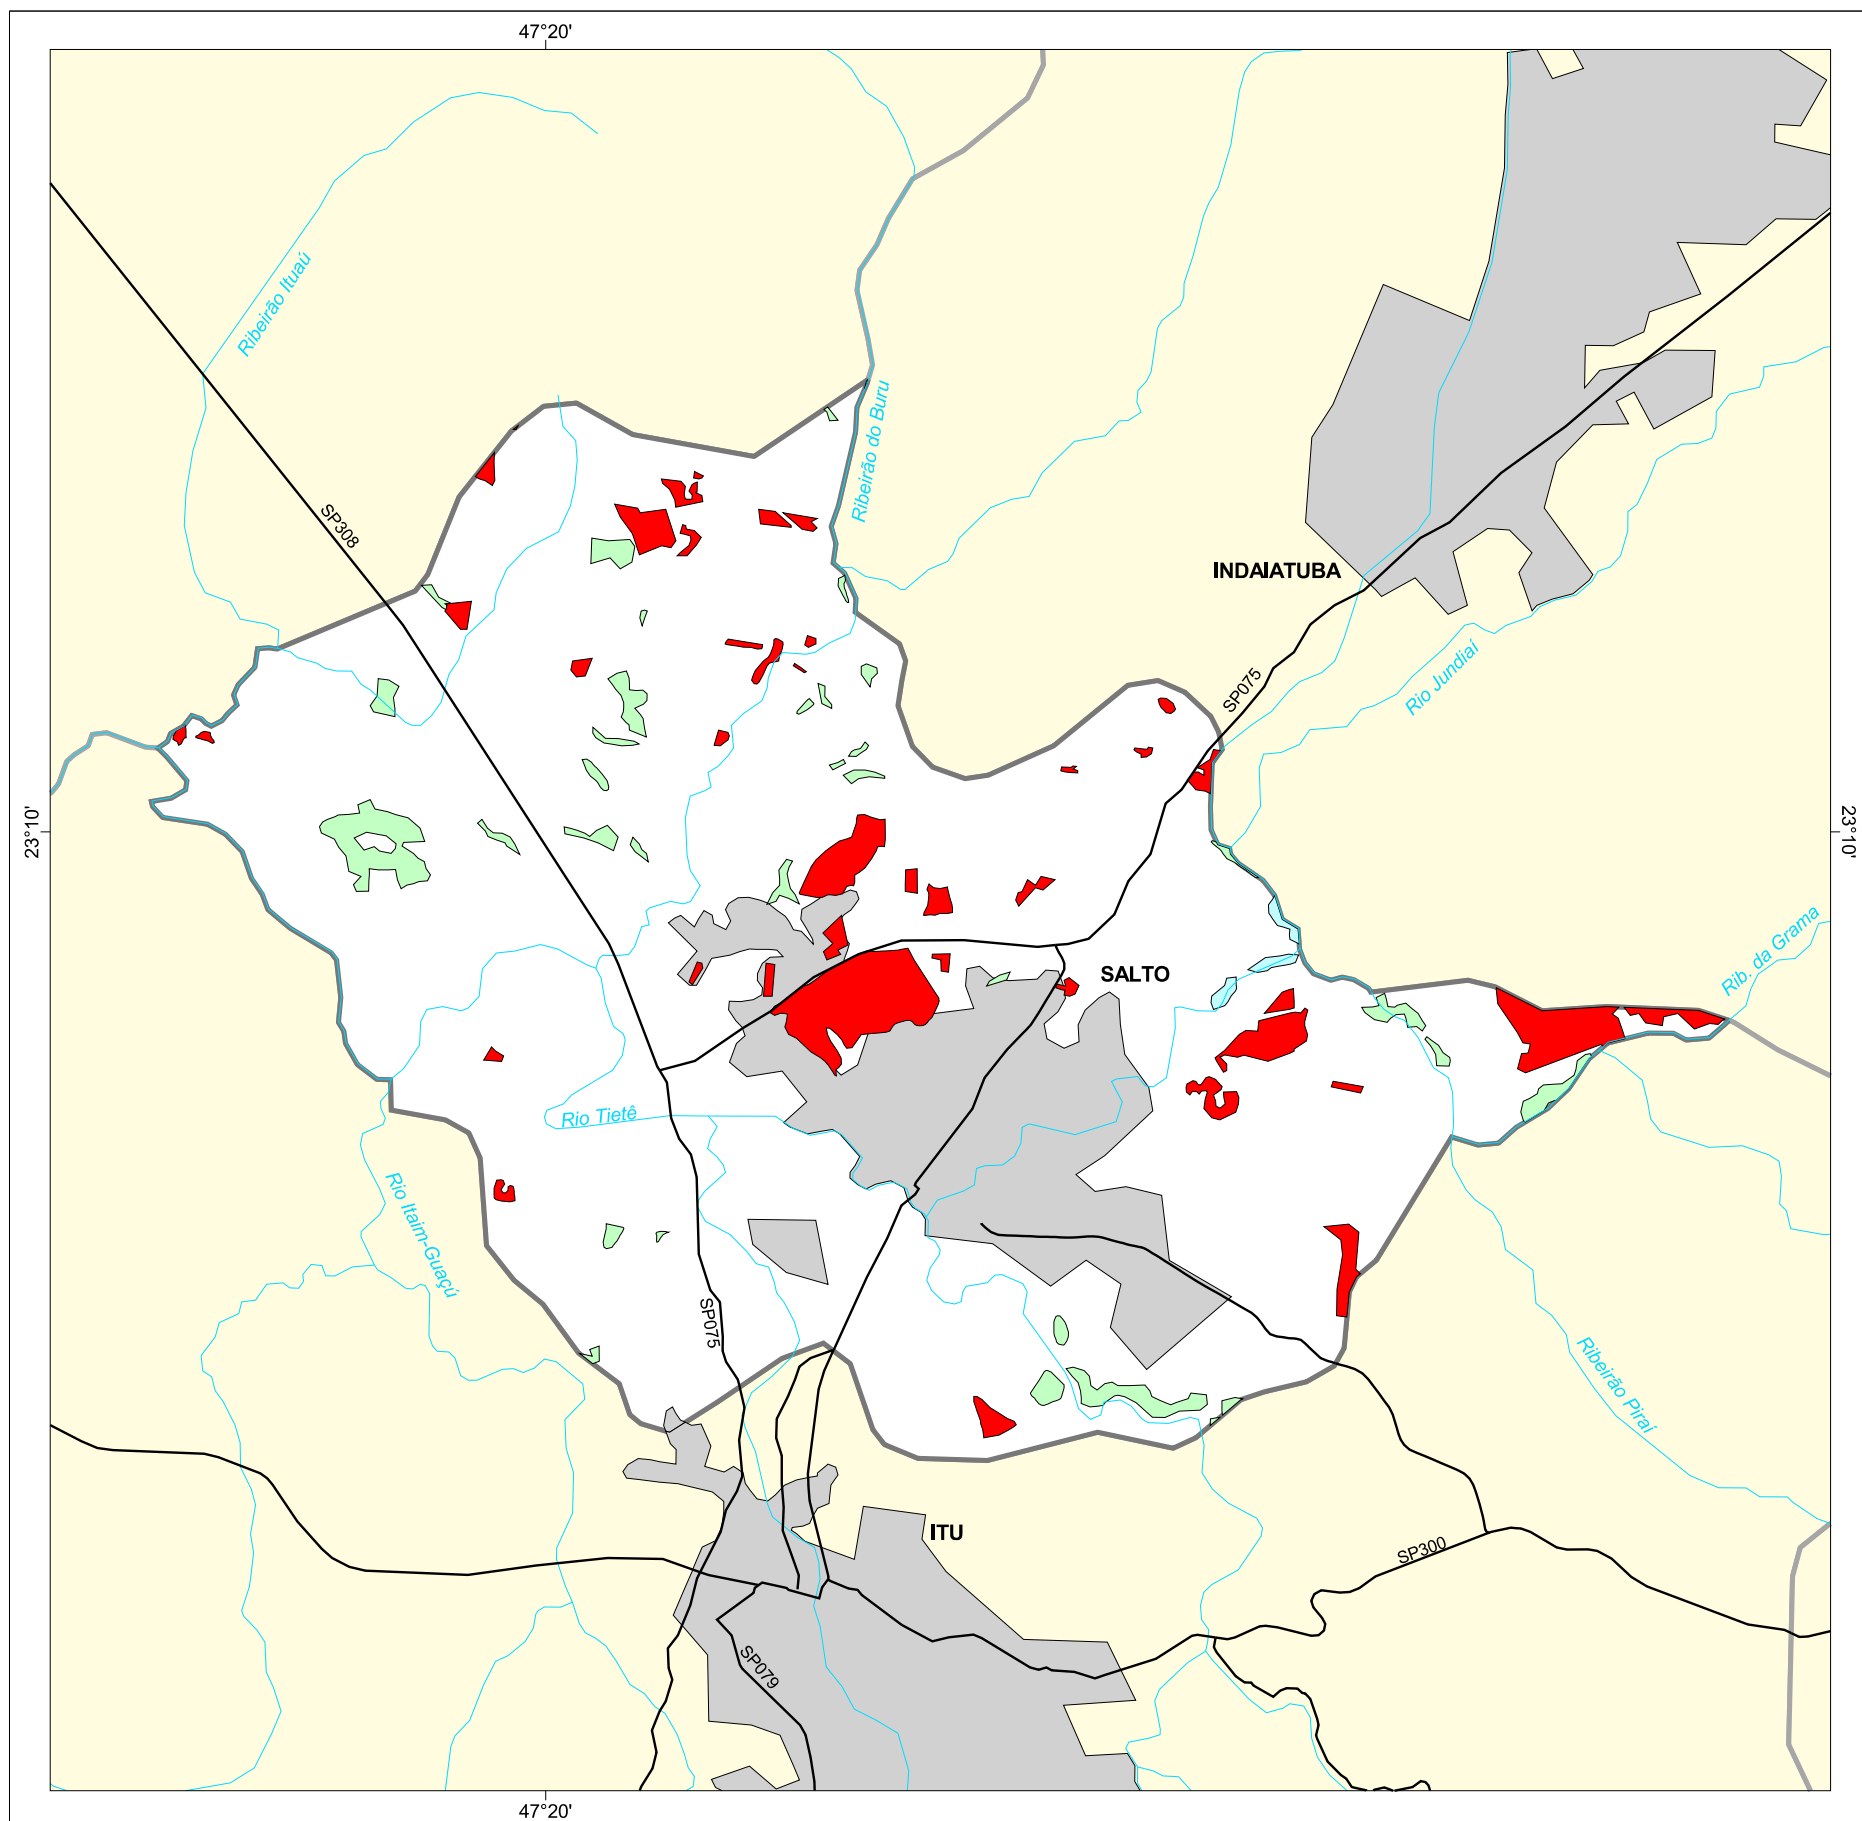 47°20'
Ribeirão Ituaú
SP308
Ribeirão do Buru
INDAIATUBA
SP075
Rio Jundiaí
23°10'
23°10'
Rib. da Grama
SALTO
Rio Tietê
Rio Itaim-Guaçú
SP075
Ribeirão Piraí
ITU
SP300
SP079
47°20'